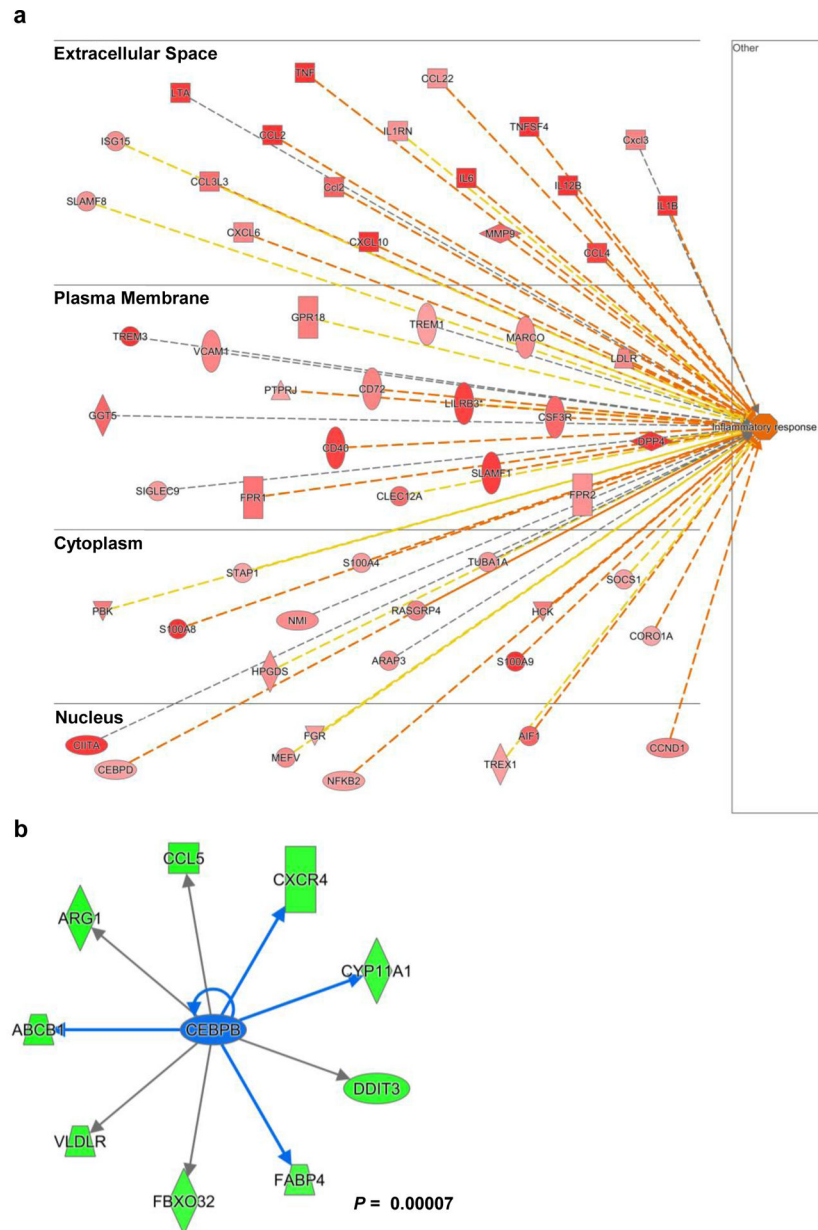 a
Extracellular Space
Other
TNF
CCL22
LTA
CCL2
IL1RN
TNFSF4
Cxcl3
ISG15
CCL3L3
Ccl2
IL6
IL12B
SLAMF8
IL1B
CXCL6
CXCL10
MMP9
CCL4
Plasma Membrane
GPR18
TREM1
TREM3
VCAM1
MARCO
LDLR
PTPRJ
CD72
LILRB3*
GGT5
CSF3R
Inflammatory response
CD40
DPP4
SLAMF1
SIGLEC9
FPR1
CLEC12A
FPR2
Cytoplasm
STAP1
S100A4
TUBA1A
SOCS1
PBK
S100A8
NMI
RASGRP4
HCK
CORO1A
HPGDS
ARAP3
S100A9
Nucleus
CIITA
FGR
AIF1
CEBPD
MEFV
NFKB2
TREX1
CCND1
b
CCL5
CXCR4
ARG1
CYP11A1
ABCB1
CEBPB
DDIT3
VLDLR
FABP4
FBXO32
P = 0.00007